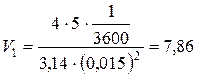 V₁ = (4 · 5 · 1/3600) / (3,14 · (0,015)²) = 7,86